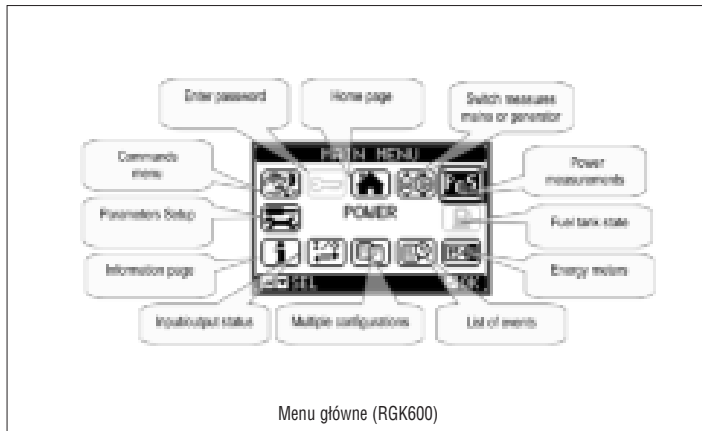 Enter password
Home page
Switch measures
mains or generator
Commands
menu
MAIN MENU
Power
measurements
Parameters Setup
POWER
Fuel tank state
Information page
Energy meters
SEL
Input/output status
Multiple configurations
List of events
Menu główne (RGK600)